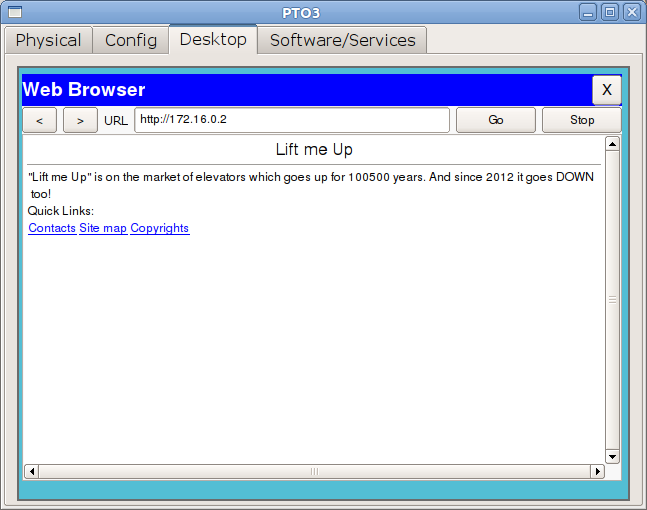 PTO3
Physical Config Desktop Software/Services
Web Browser X
< > URL http://172.16.0.2 Go Stop
Lift me Up
"Lift me Up" is on the market of elevators which goes up for 100500 years. And since 2012 it goes DOWN
too!
Quick Links:
Contacts Site map Copyrights